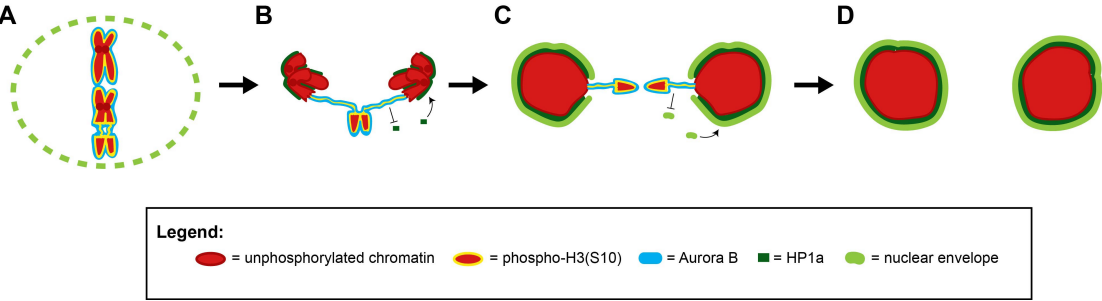 A B C D
Legend:
= unphosphorylated chromatin = phospho-H3(S10) = Aurora B = HP1a = nuclear envelope